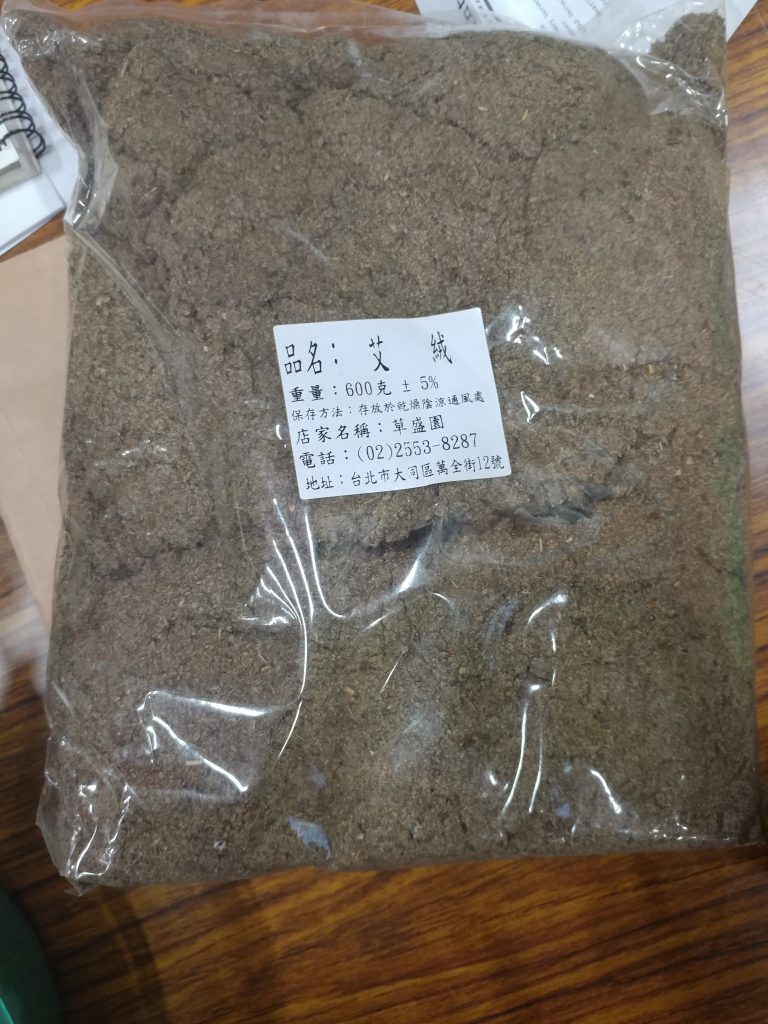 品名： 艾 絨
重量：600克 ± 5%
保存方法：存放於乾燥陰涼通風處
店家名稱：草盛園
電話：(02)2553-8287
地址：台北市大同區萬全街12號